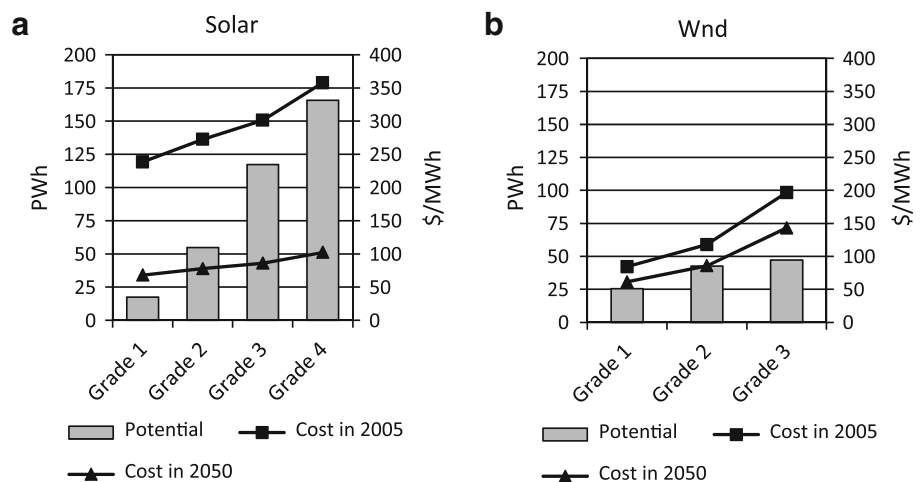 a
Solar
200 400
175 350
150 300
125 250
100 200
75 150
50 100
25 50
0 0
PWh
$/MWh
Grade 1 Grade 2 Grade 3 Grade 4
Potential Cost in 2005
Cost in 2050
b
Wnd
200 400
175 350
150 300
125 250
100 200
75 150
50 100
25 50
0 0
PWh
$/MWh
Grade 1 Grade 2 Grade 3
Potential Cost in 2005
Cost in 2050